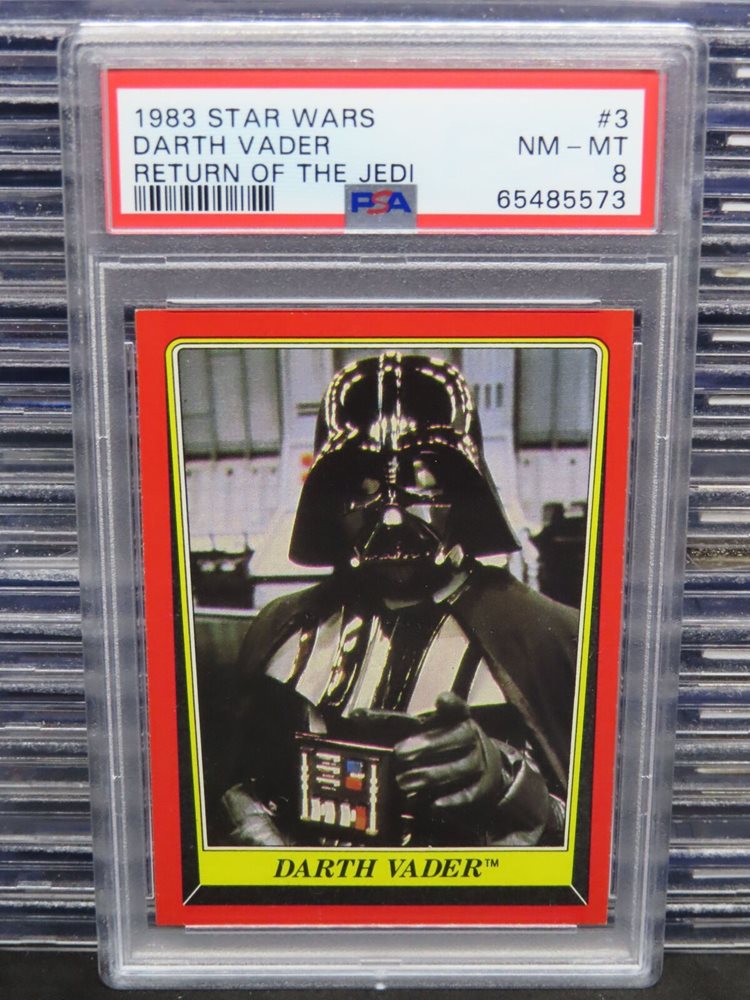 1983 STAR WARS #3
DARTH VADER NM - MT
RETURN OF THE JEDI 8
PSA 65485573
DARTH VADER™